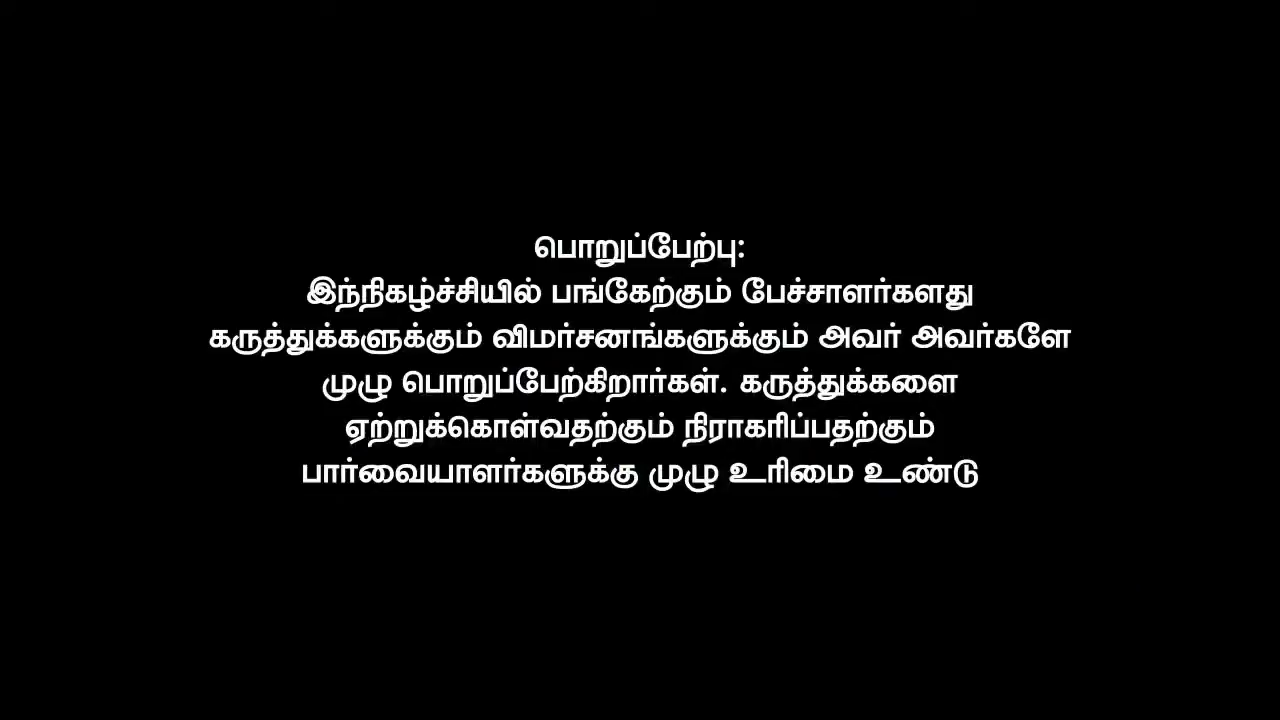 பொறுப்பேற்பு:
இந்நிகழ்ச்சியில் பங்கேற்கும் பேச்சாளர்களது
கருத்துக்களுக்கும் விமர்சனங்களுக்கும் அவர் அவர்களே
முழு பொறுப்பேற்கிறார்கள். கருத்துக்களை
ஏற்றுக்கொள்வதற்கும் நிராகரிப்பதற்கும்
பார்வையாளர்களுக்கு முழு உரிமை உண்டு